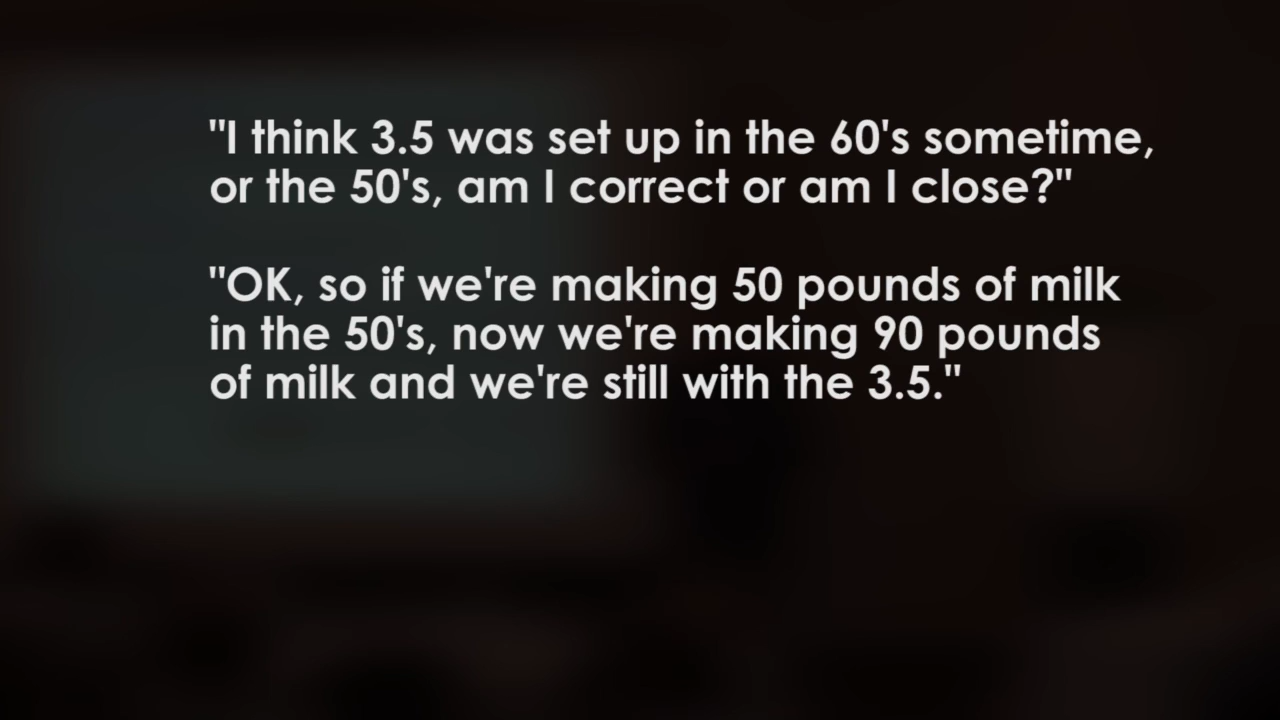 "I think 3.5 was set up in the 60's sometime,
or the 50's, am I correct or am I close?"
"OK, so if we're making 50 pounds of milk
in the 50's, now we're making 90 pounds
of milk and we're still with the 3.5."